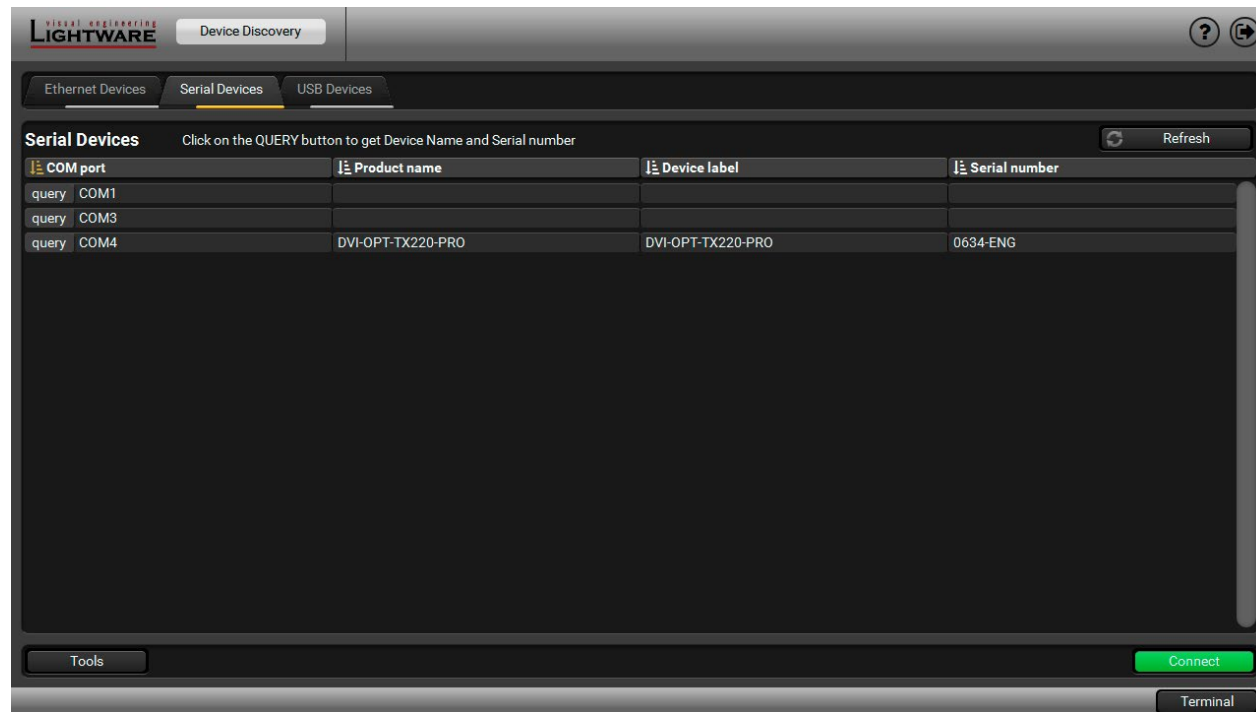 visual engineering
LIGHTWARE
Device Discovery
?
Ethernet Devices Serial Devices USB Devices
Serial Devices Click on the QUERY button to get Device Name and Serial number Refresh
COM port Product name Device label Serial number
query COM1
query COM3
query COM4 DVI-OPT-TX220-PRO DVI-OPT-TX220-PRO 0634-ENG
Tools Connect
Terminal